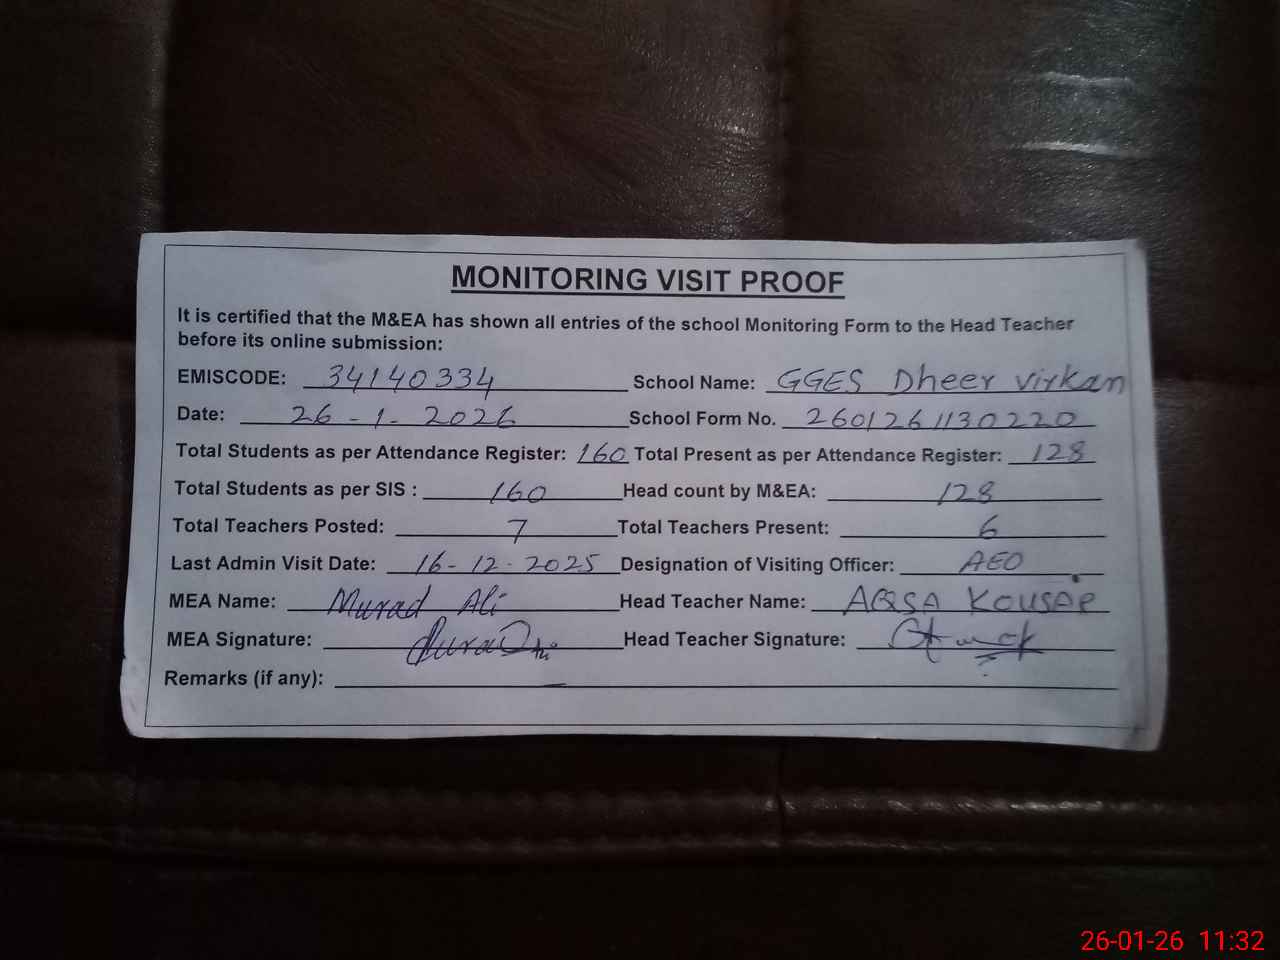 MONITORING VISIT PROOF
It is certified that the M&EA has shown all entries of the school Monitoring Form to the Head Teacher
before its online submission:
EMISCODE: 34140334 School Name: GGES Dheer virkan
Date: 26-1-2026 School Form No. 2601261130220
Total Students as per Attendance Register: 160 Total Present as per Attendance Register: 128
Total Students as per SIS : 160 Head count by M&EA: 128
Total Teachers Posted: 7 Total Teachers Present: 6
Last Admin Visit Date: 16-12-2025 Designation of Visiting Officer: AEO
MEA Name: Murad Ali Head Teacher Name: AQSA KOUSAR
MEA Signature: Head Teacher Signature:
Remarks (if any):
26-01-26 11:32